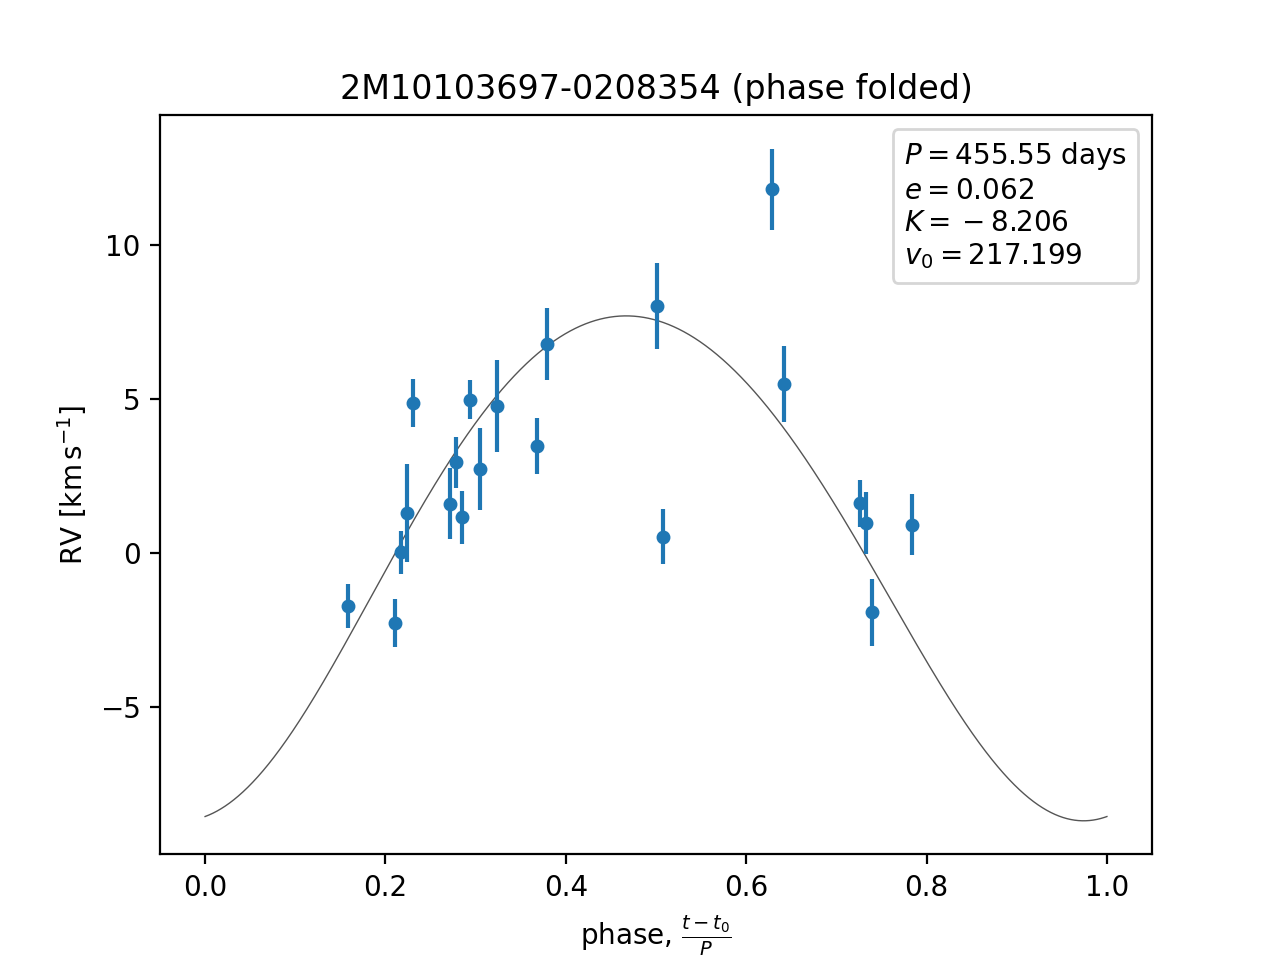 2M10103697-0208354 (phase folded)
P = 455.55 days
e = 0.062
K = −8.206
v₀ = 217.199
10
5
0
−5
RV [km s⁻¹]
0.0 0.2 0.4 0.6 0.8 1.0
phase, (t − t₀)/P